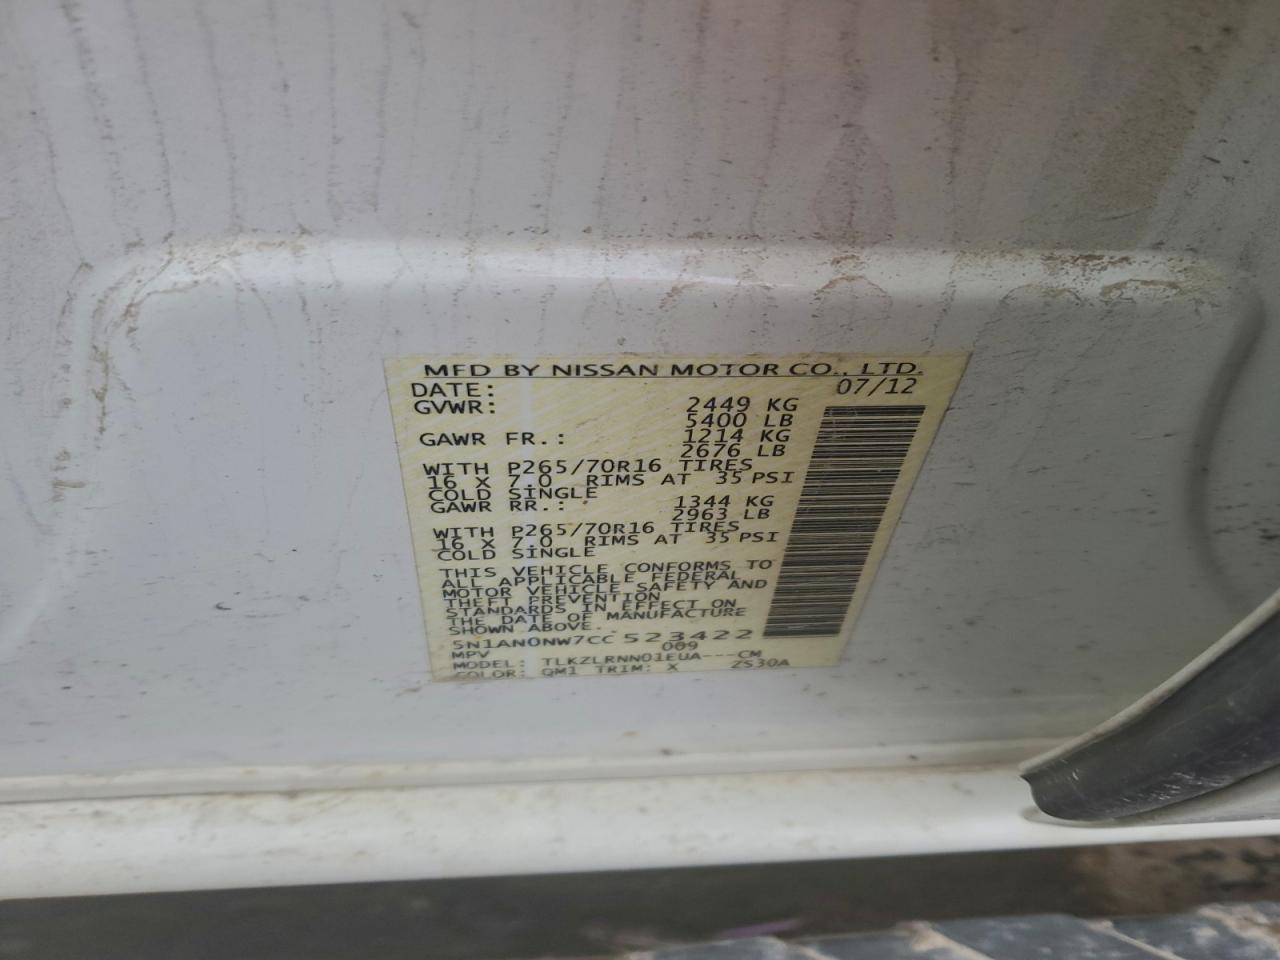 MFD BY NISSAN MOTOR CO., LTD.
DATE: 07/12
GVWR: 2449 KG
5400 LB
GAWR FR.: 1214 KG
2676 LB
WITH P265/70R16 TIRES
16 X 7.0 RIMS AT 35 PSI
COLD SINGLE
GAWR RR.: 1344 KG
2963 LB
WITH P265/70R16 TIRES
16 X 7.0 RIMS AT 35 PSI
COLD SINGLE
THIS VEHICLE CONFORMS TO
ALL APPLICABLE FEDERAL
MOTOR VEHICLE SAFETY AND
THEFT PREVENTION
STANDARDS IN EFFECT ON
THE DATE OF MANUFACTURE
SHOWN ABOVE.
5N1AN0NW7CC 523422
MPV 009
MODEL: TLKZLRNN01EUA---CM
COLOR: QM1 TRIM: X ZS30A